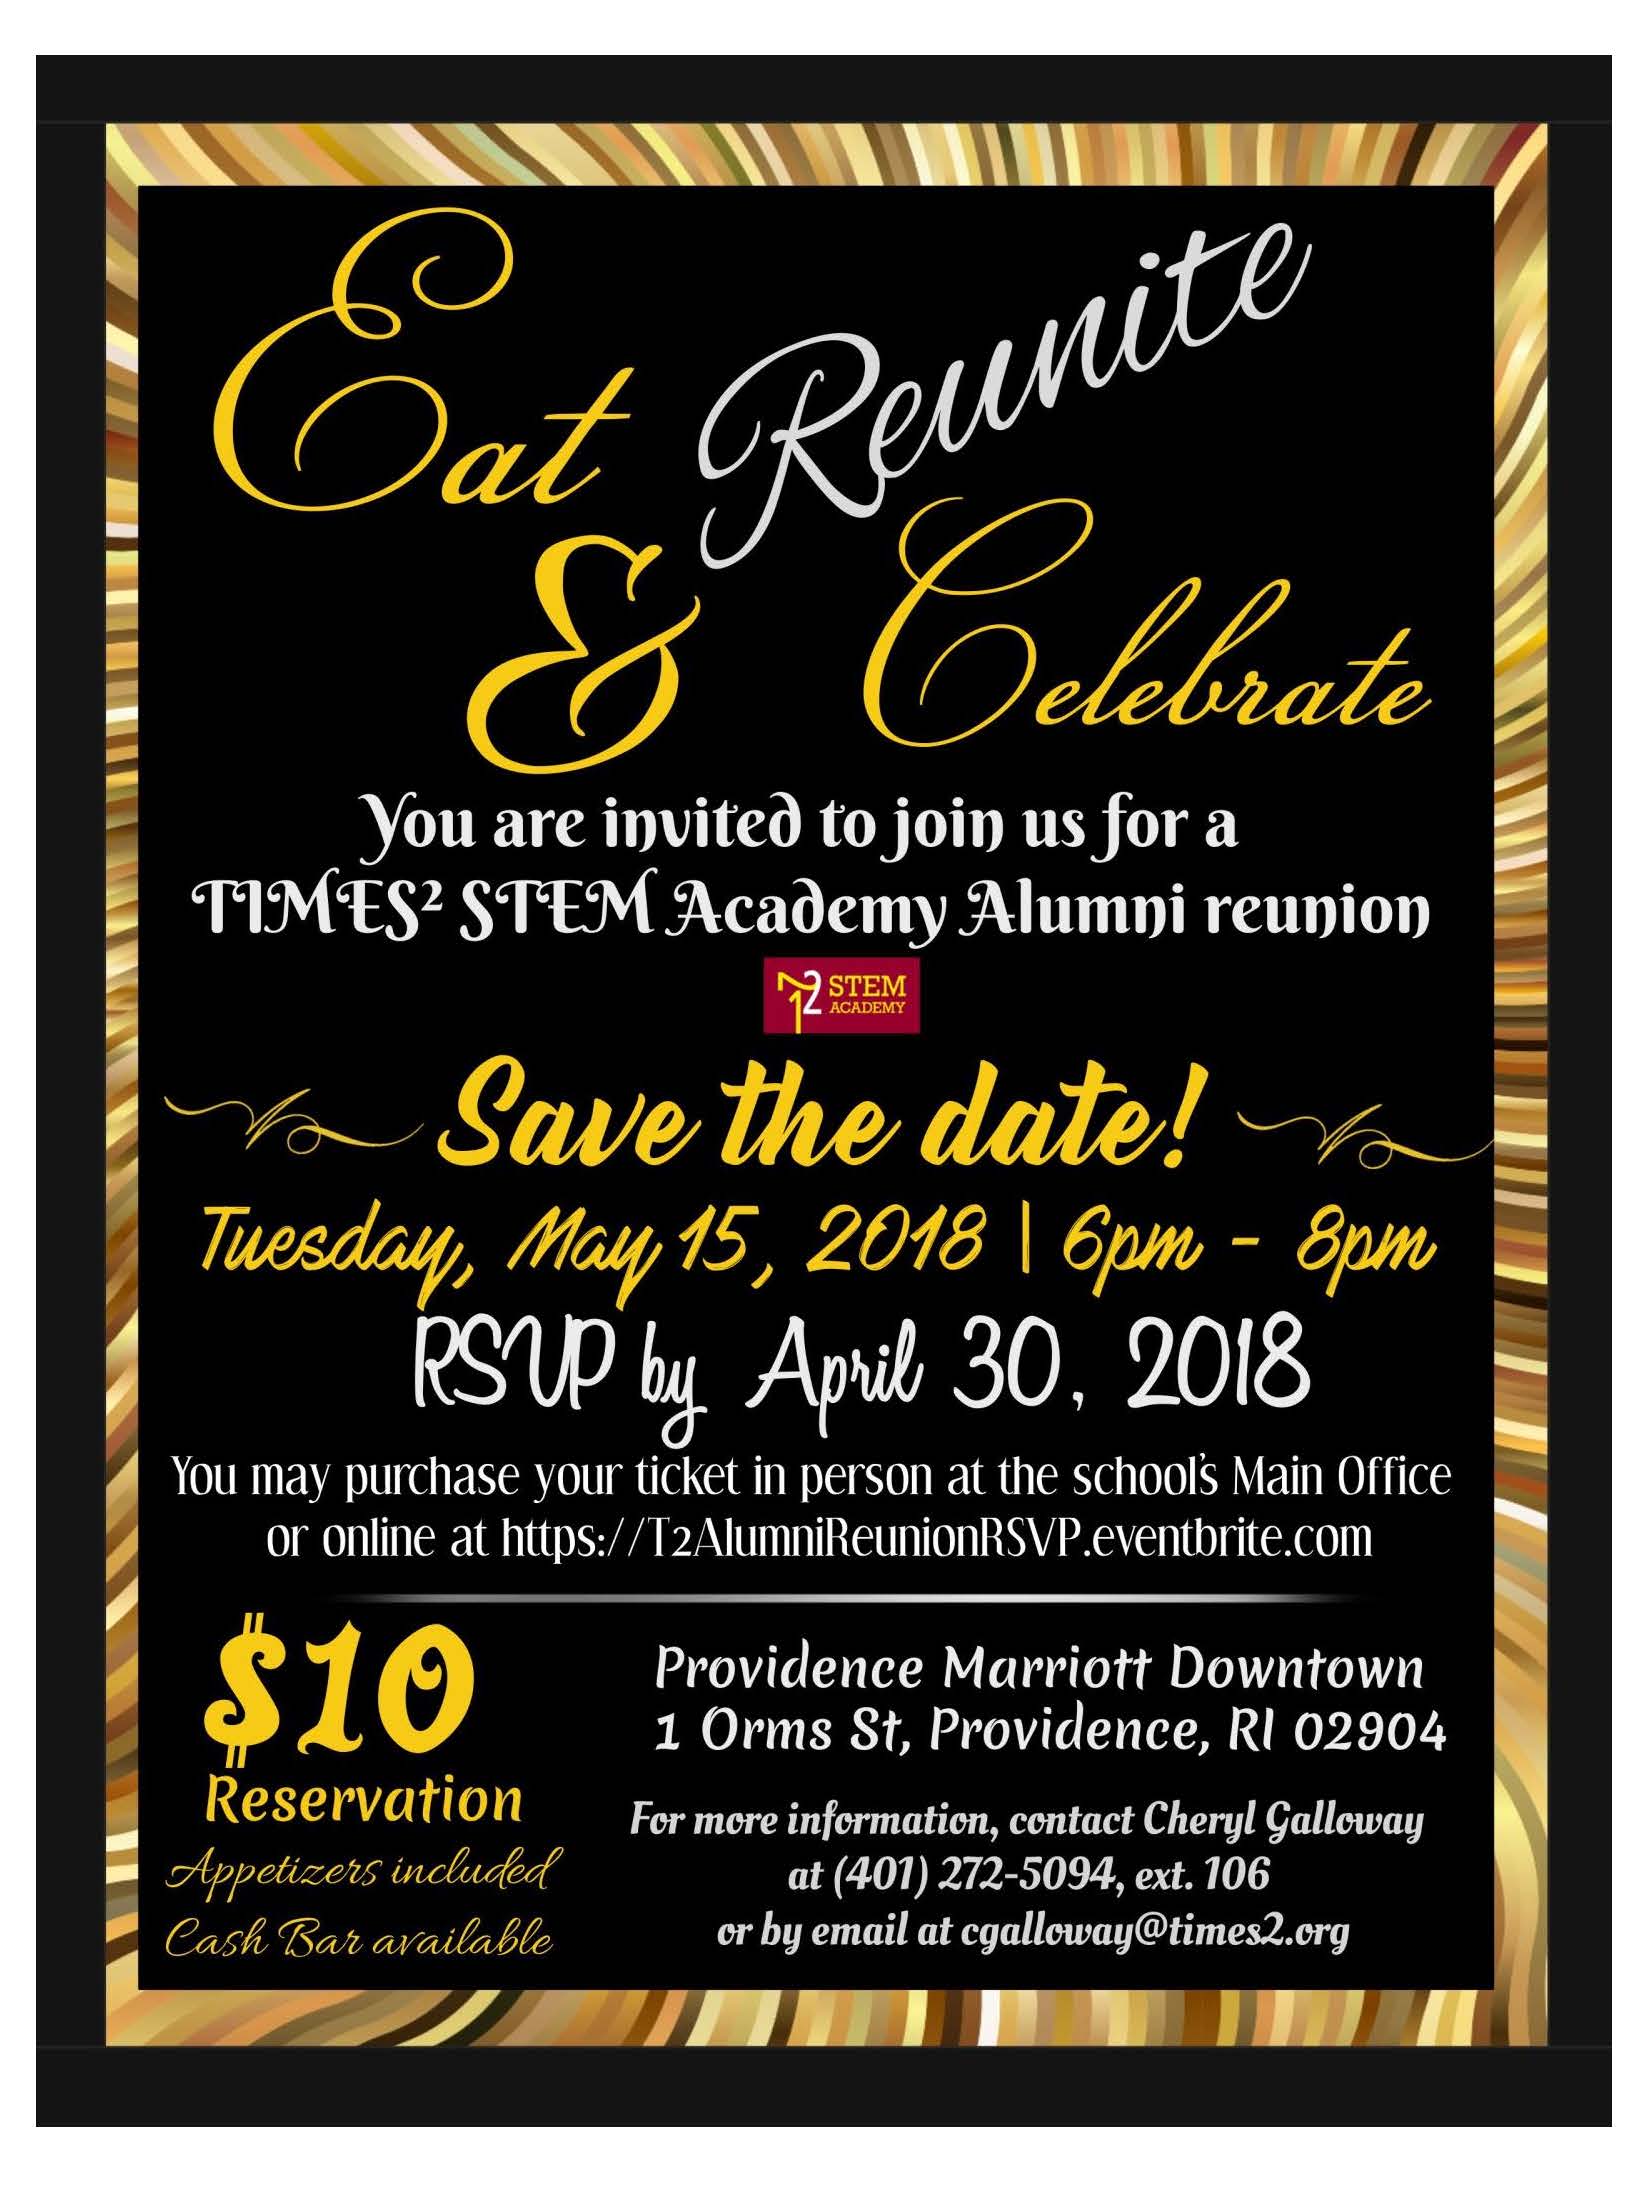 Eat Reunite
& Celebrate
You are invited to join us for a
TIMES² STEM Academy Alumni reunion
T2 STEM
ACADEMY
Save the date!
Tuesday, May 15, 2018 | 6pm - 8pm
RSVP by April 30, 2018
You may purchase your ticket in person at the school's Main Office
or online at https://T2AlumniReunionRSVP.eventbrite.com
$10
Reservation
Appetizers included
Cash Bar available
Providence Marriott Downtown
1 Orms St, Providence, RI 02904
For more information, contact Cheryl Galloway
at (401) 272-5094, ext. 106
or by email at cgalloway@times2.org